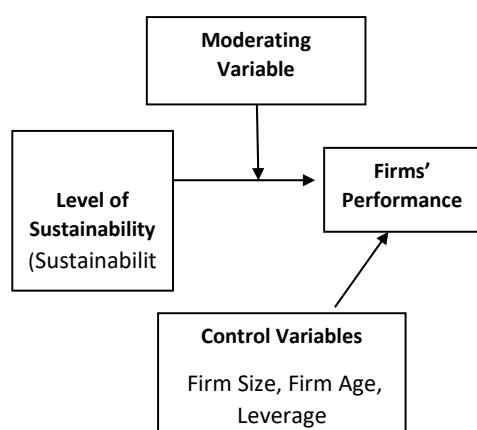 Moderating
Variable
Level of
Sustainability
(Sustainabilit
Firms’
Performance
Control Variables
Firm Size, Firm Age,
Leverage